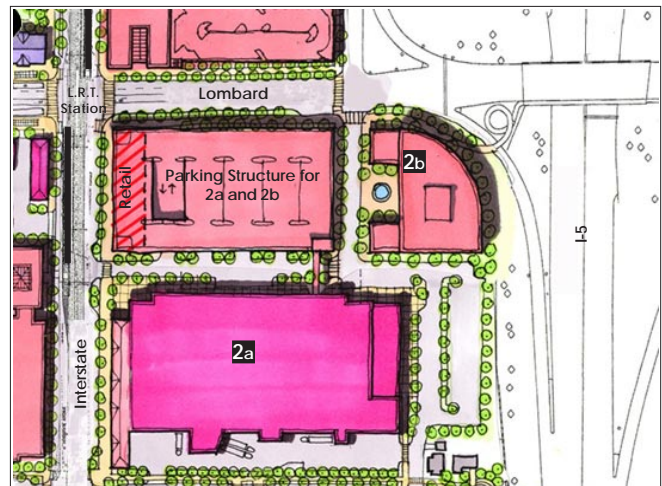 L.R.T.
Station
Lombard
Retail
Parking Structure for
2a and 2b
2b
I-5
2a
Interstate